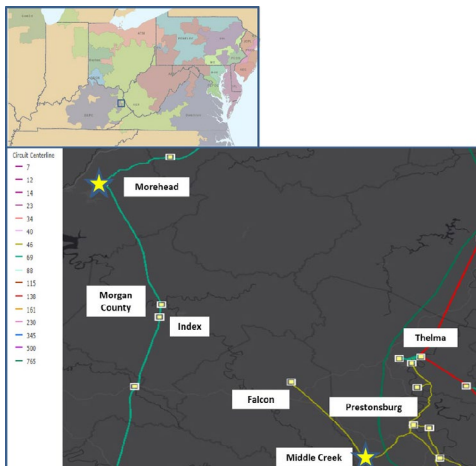 Circuit Centerline
7
12
14
23
34
40
46
69
88
115
138
161
230
345
500
765
Morehead
Morgan
County
Index
Thelma
Falcon
Prestonsburg
Middle Creek